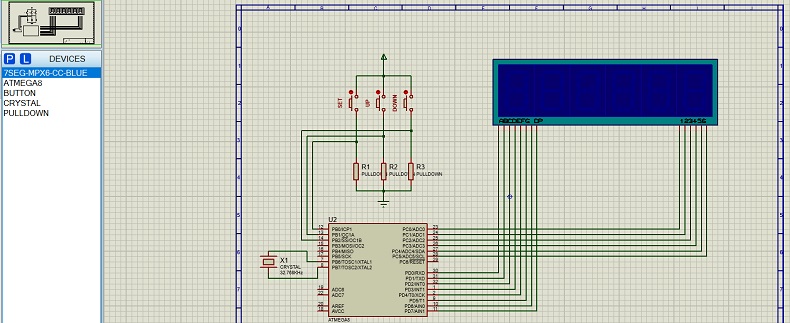 P L DEVICES
7SEG-MPX6-CC-BLUE
ATMEGA8
BUTTON
CRYSTAL
PULLDOWN
SET
UP
DOWN
ABCDEFG DP
123456
R1
R2
R3
PULLDOWN
U2
PB0/ICP1
PB1/OC1A
PB2/SS/OC1B
PB3/MOSI/OC2
PB4/MISO
PB5/SCK
PB6/TOSC1/XTAL1
PB7/TOSC2/XTAL2
ADC6
ADC7
AREF
AVCC
PC0/ADC0
PC1/ADC1
PC2/ADC2
PC3/ADC3
PC4/ADC4/SDA
PC5/ADC5/SCL
PC6/RESET
PD0/RXD
PD1/TXD
PD2/INT0
PD3/INT1
PD4/T0/XCK
PD5/T1
PD6/AIN0
PD7/AIN1
X1
CRYSTAL
32.768KHz
ATMEGA8